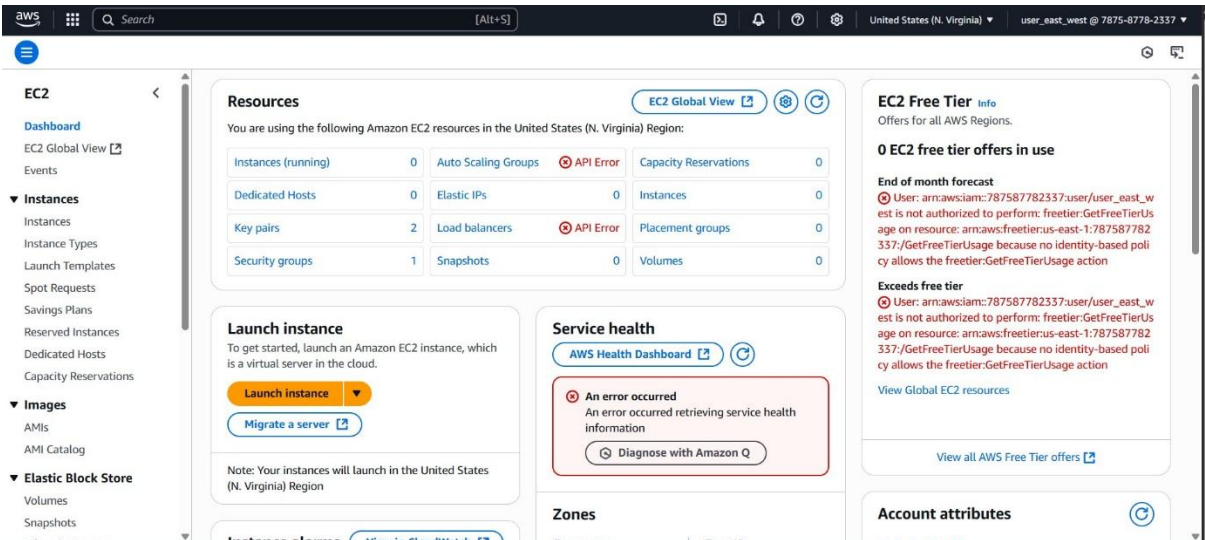 aws
Search
[Alt+S]
United States (N. Virginia)
user_east_west @ 7875-8778-2337
EC2
Dashboard
EC2 Global View
Events
Instances
Instances
Instance Types
Launch Templates
Spot Requests
Savings Plans
Reserved Instances
Dedicated Hosts
Capacity Reservations
Images
AMIs
AMI Catalog
Elastic Block Store
Volumes
Snapshots
Resources
EC2 Global View
You are using the following Amazon EC2 resources in the United States (N. Virginia) Region:
Instances (running) 0 Auto Scaling Groups API Error Capacity Reservations 0
Dedicated Hosts 0 Elastic IPs 0 Instances 0
Key pairs 2 Load balancers API Error Placement groups 0
Security groups 1 Snapshots 0 Volumes 0
Launch instance
To get started, launch an Amazon EC2 instance, which
is a virtual server in the cloud.
Launch instance
Migrate a server
Note: Your instances will launch in the United States
(N. Virginia) Region
Service health
AWS Health Dashboard
An error occurred
An error occurred retrieving service health
information
Diagnose with Amazon Q
Zones
EC2 Free Tier Info
Offers for all AWS Regions.
0 EC2 free tier offers in use
End of month forecast
User: arn:aws:iam::787587782337:user/user_east_w
est is not authorized to perform: freetier:GetFreeTierUs
age on resource: arn:aws:freetier:us-east-1:787587782
337:/GetFreeTierUsage because no identity-based poli
cy allows the freetier:GetFreeTierUsage action
Exceeds free tier
User: arn:aws:iam::787587782337:user/user_east_w
est is not authorized to perform: freetier:GetFreeTierUs
age on resource: arn:aws:freetier:us-east-1:787587782
337:/GetFreeTierUsage because no identity-based poli
cy allows the freetier:GetFreeTierUsage action
View Global EC2 resources
View all AWS Free Tier offers
Account attributes